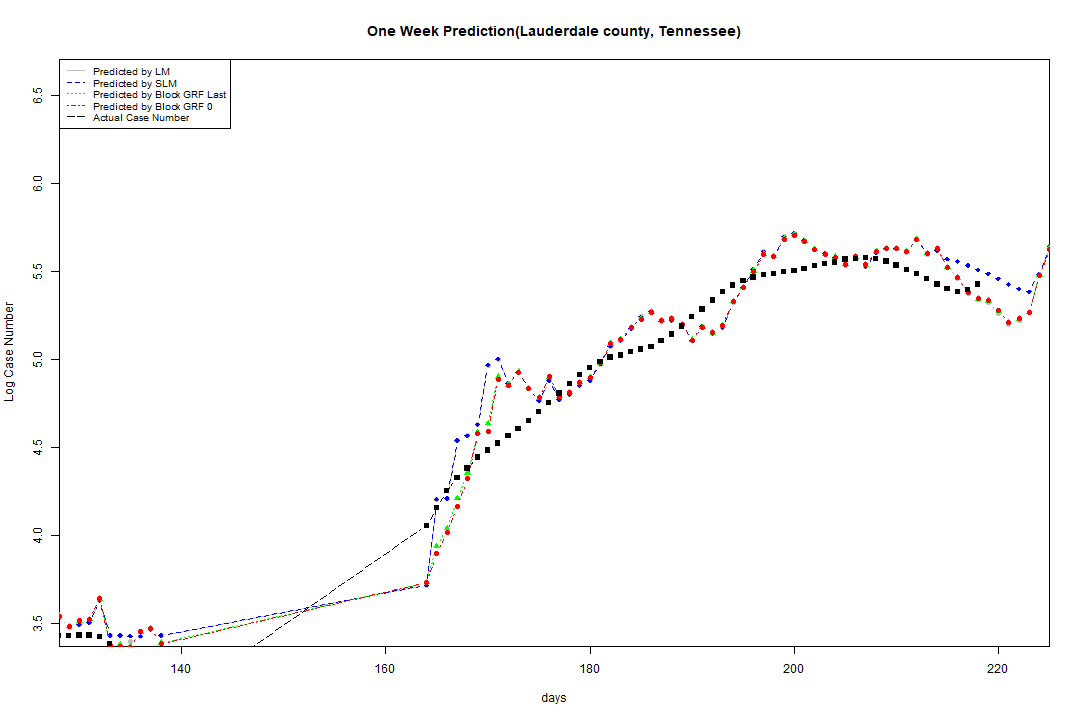 One Week Prediction(Lauderdale county, Tennessee)
Predicted by LM
Predicted by SLM
Predicted by Block GRF Last
Predicted by Block GRF 0
Actual Case Number
6.5
6.0
5.5
5.0
4.5
4.0
3.5
Log Case Number
140 160 180 200 220
days